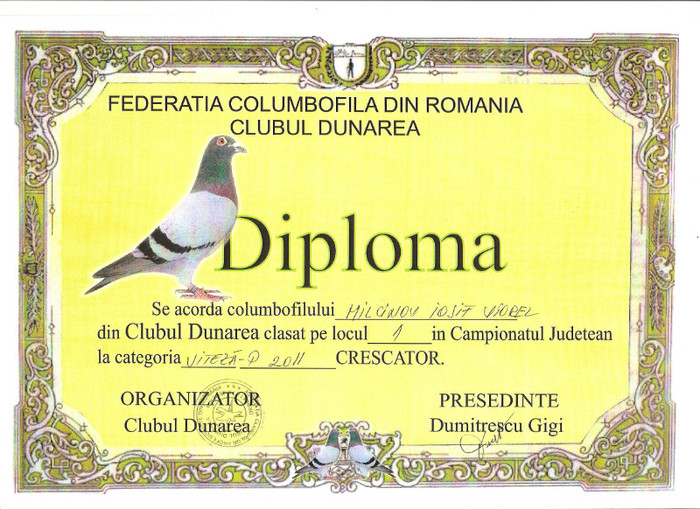 FEDERATIA COLUMBOFILA DIN ROMANIA
CLUBUL DUNAREA
Diploma
Se acorda columbofilului MILCINOV IOSIF VIOREL
din Clubul Dunarea clasat pe locul 1 in Campionatul Judetean
la categoria VITEZĂ-P 2011 CRESCATOR.
ORGANIZATOR PRESEDINTE
Clubul Dunarea Dumitrescu Gigi